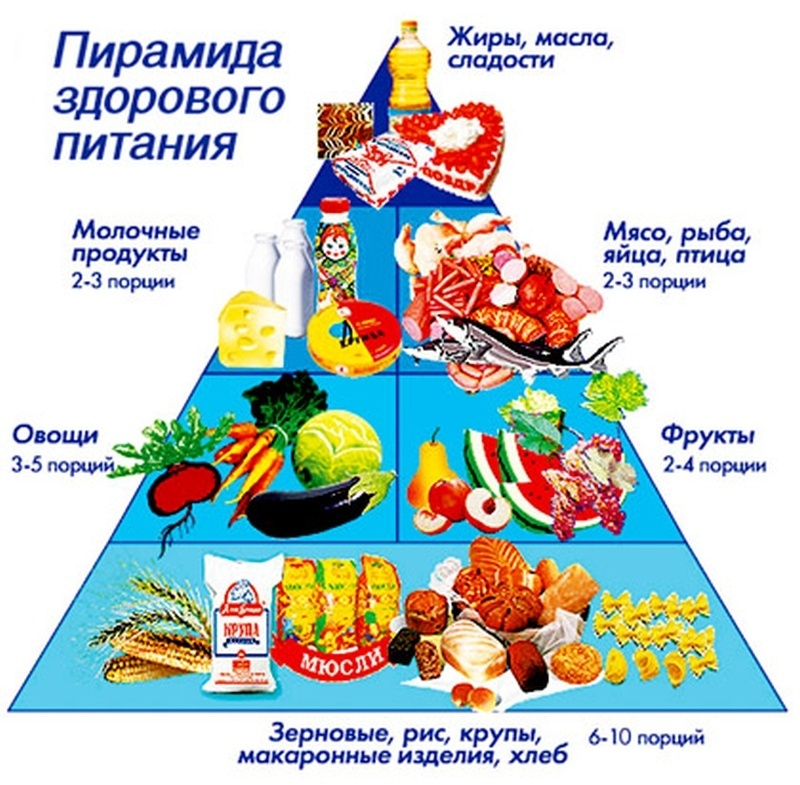 Пирамида
здорового
питания
Жиры, масла,
сладости
Молочные
продукты
2-3 порции
Мясо, рыба,
яйца, птица
2-3 порции
Овощи
3-5 порций
Фрукты
2-4 порции
КРУПА
МЮСЛИ
Зерновые, рис, крупы,
макаронные изделия, хлеб
6-10 порций